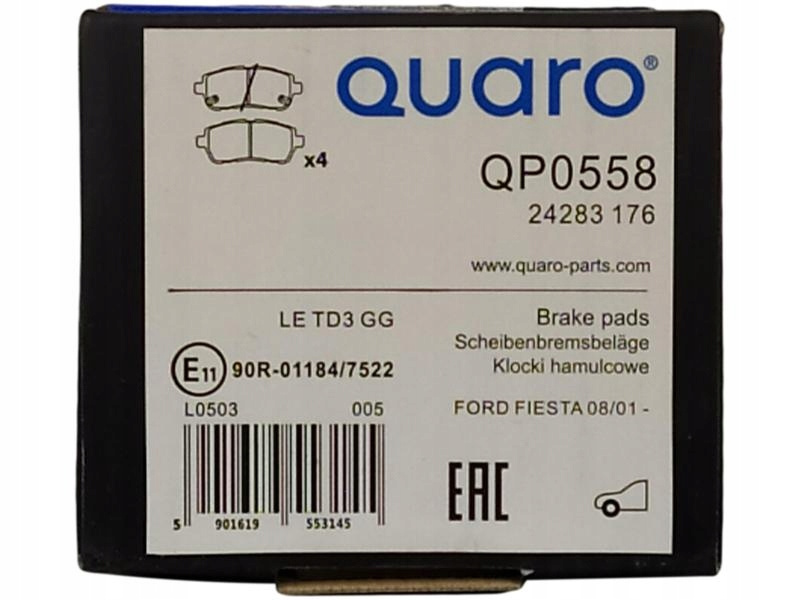 QUARO®
x4
QP0558
24283 176
www.quaro-parts.com
LE TD3 GG
Brake pads
Scheibenbremsbeläge
Klocki hamulcowe
E11 90R-01184/7522
L0503 005
FORD FIESTA 08/01 -
EAC
5 901619 553145